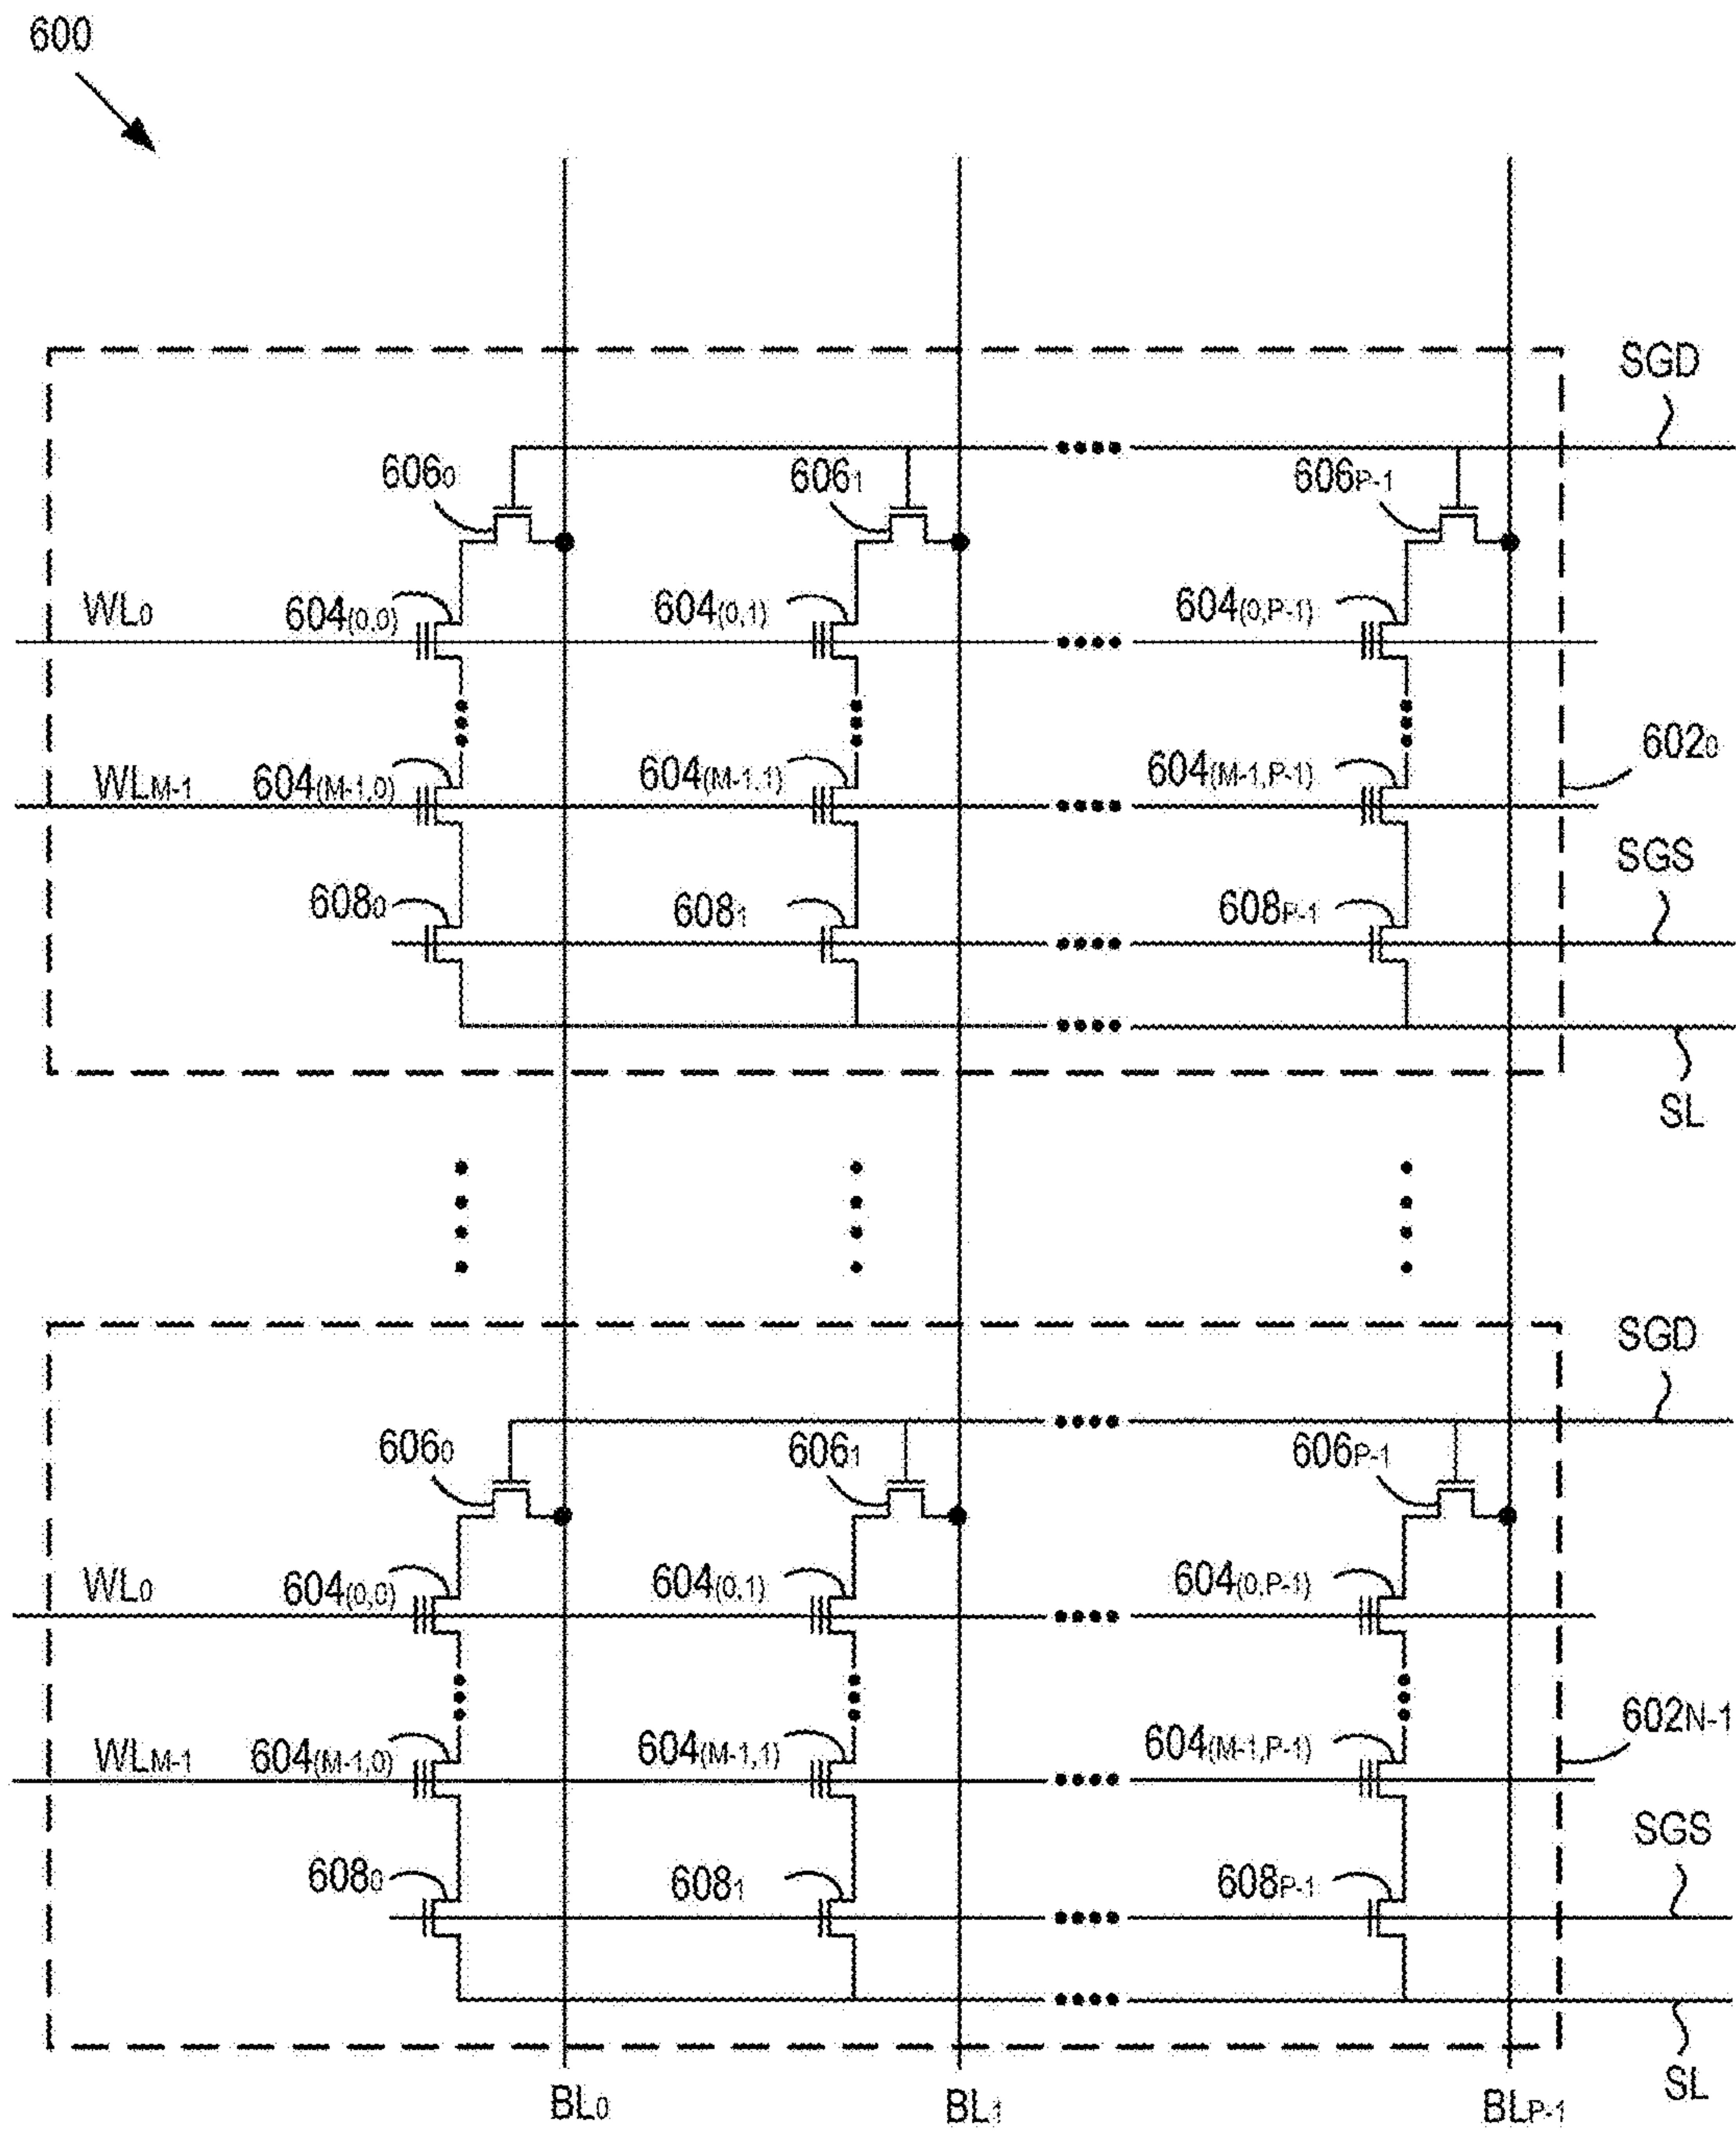 600
SGD
606₀ 606₁ 606P-1
WL₀ 604(0,0) 604(0,1) 604(0,P-1)
602₀
WLM-1 604(M-1,0) 604(M-1,1) 604(M-1,P-1)
SGS
608₀ 608₁ 608P-1
SL
SGD
606₀ 606₁ 606P-1
WL₀ 604(0,0) 604(0,1) 604(0,P-1)
602N-1
WLM-1 604(M-1,0) 604(M-1,1) 604(M-1,P-1)
SGS
608₀ 608₁ 608P-1
SL
BL₀ BL₁ BLP-1